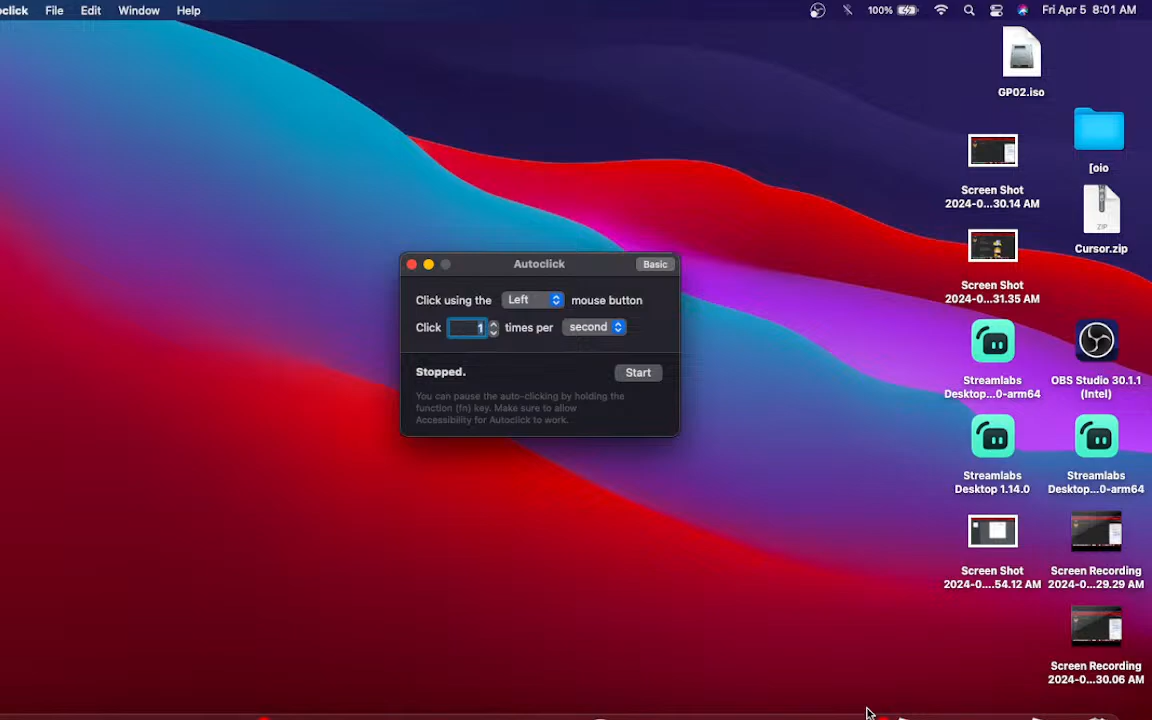 click File Edit Window Help 100% Fri Apr 5 8:01 AM
GP02.iso
[oio
Screen Shot
2024-0...30.14 AM
Cursor.zip
ZIP
Screen Shot
2024-0...31.35 AM
Autoclick
Basic
Click using the Left mouse button
Click 1 times per second
Stopped.
Start
You can pause the auto-clicking by holding the
function (fn) key. Make sure to allow
Accessibility for Autoclick to work.
Streamlabs
Desktop...0-arm64
OBS Studio 30.1.1
(Intel)
Streamlabs
Desktop 1.14.0
Streamlabs
Desktop...0-arm64
Screen Shot
2024-0....54.12 AM
Screen Recording
2024-0...29.29 AM
Screen Recording
2024-0...30.06 AM